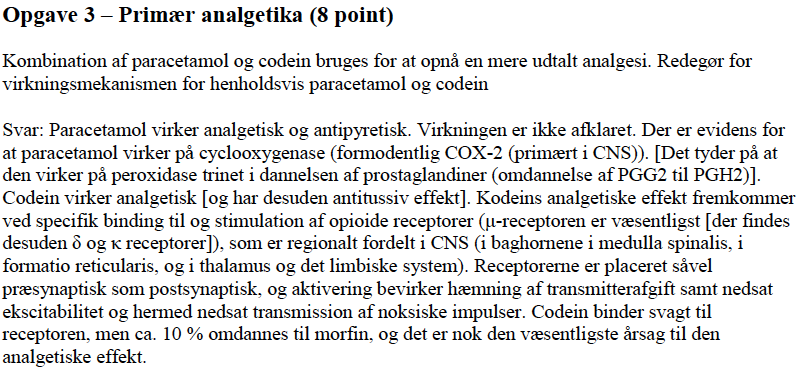 Opgave 3 – Primær analgetika (8 point)
Kombination af paracetamol og codein bruges for at opnå en mere udtalt analgesi. Redegør for
virkningsmekanismen for henholdsvis paracetamol og codein
Svar: Paracetamol virker analgetisk og antipyretisk. Virkningen er ikke afklaret. Der er evidens for
at paracetamol virker på cyclooxygenase (formodentlig COX-2 (primært i CNS)). [Det tyder på at
den virker på peroxidase trinet i dannelsen af prostaglandiner (omdannelse af PGG2 til PGH2)].
Codein virker analgetisk [og har desuden antitussiv effekt]. Kodeins analgetiske effekt fremkommer
ved specifik binding til og stimulation af opioide receptorer (μ-receptoren er væsentligst [der findes
desuden δ og κ receptorer]), som er regionalt fordelt i CNS (i baghornene i medulla spinalis, i
formatio reticularis, og i thalamus og det limbiske system). Receptorerne er placeret såvel
præsynaptisk som postsynaptisk, og aktivering bevirker hæmning af transmitterafgift samt nedsat
ekscitabilitet og hermed nedsat transmission af noksiske impulser. Codein binder svagt til
receptoren, men ca. 10 % omdannes til morfin, og det er nok den væsentligste årsag til den
analgetiske effekt.